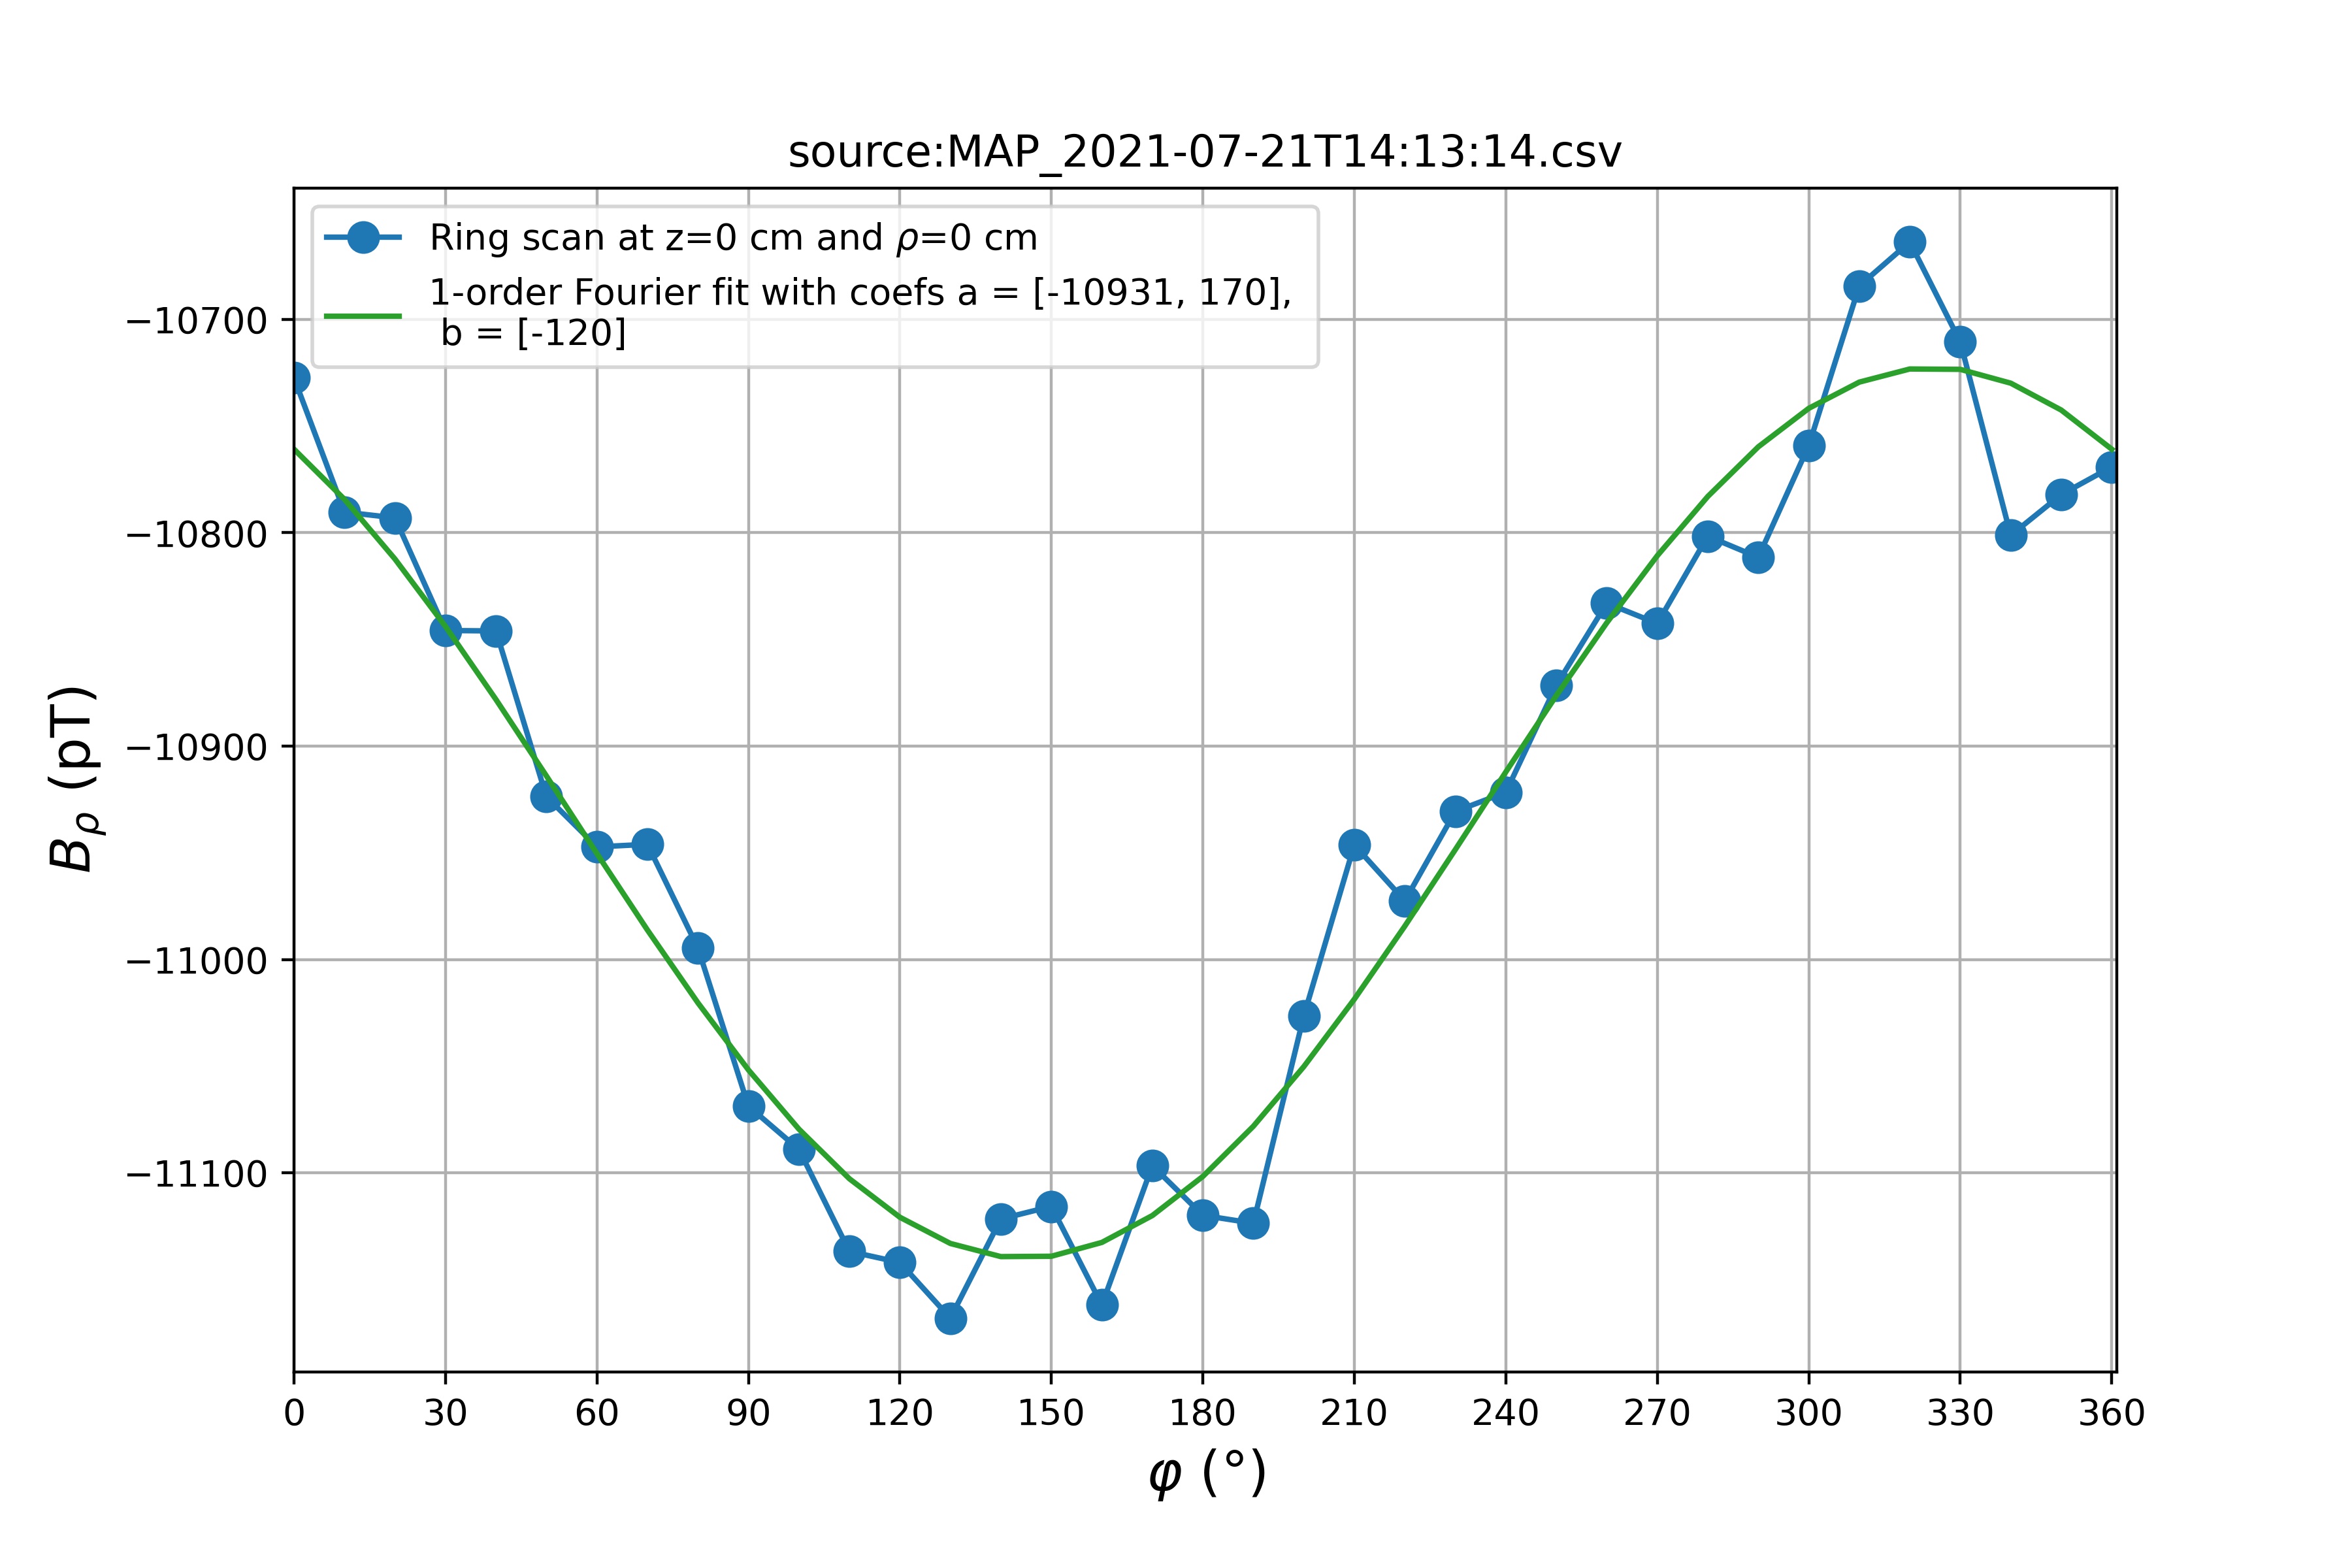 source:MAP_2021-07-21T14:13:14.csv
Ring scan at z=0 cm and ρ=0 cm
1-order Fourier fit with coefs a = [-10931, 170],
b = [-120]
−10700
−10800
−10900
−11000
−11100
Bρ (pT)
0 30 60 90 120 150 180 210 240 270 300 330 360
φ (°)